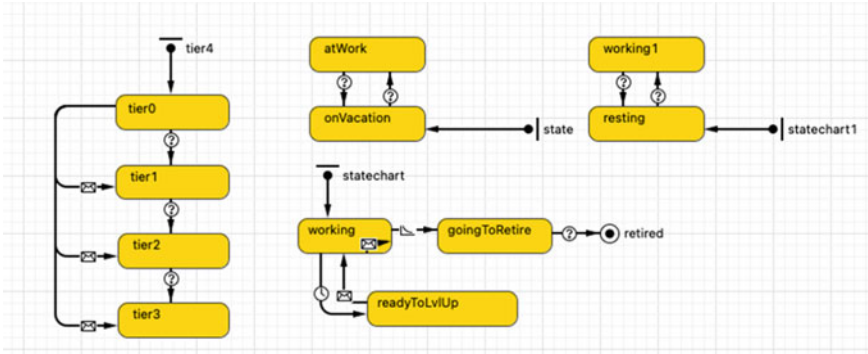 tier4
tier0
tier1
tier2
tier3
atWork
onVacation
state
working1
resting
statechart1
statechart
working
goingToRetire
retired
readyToLvlUp